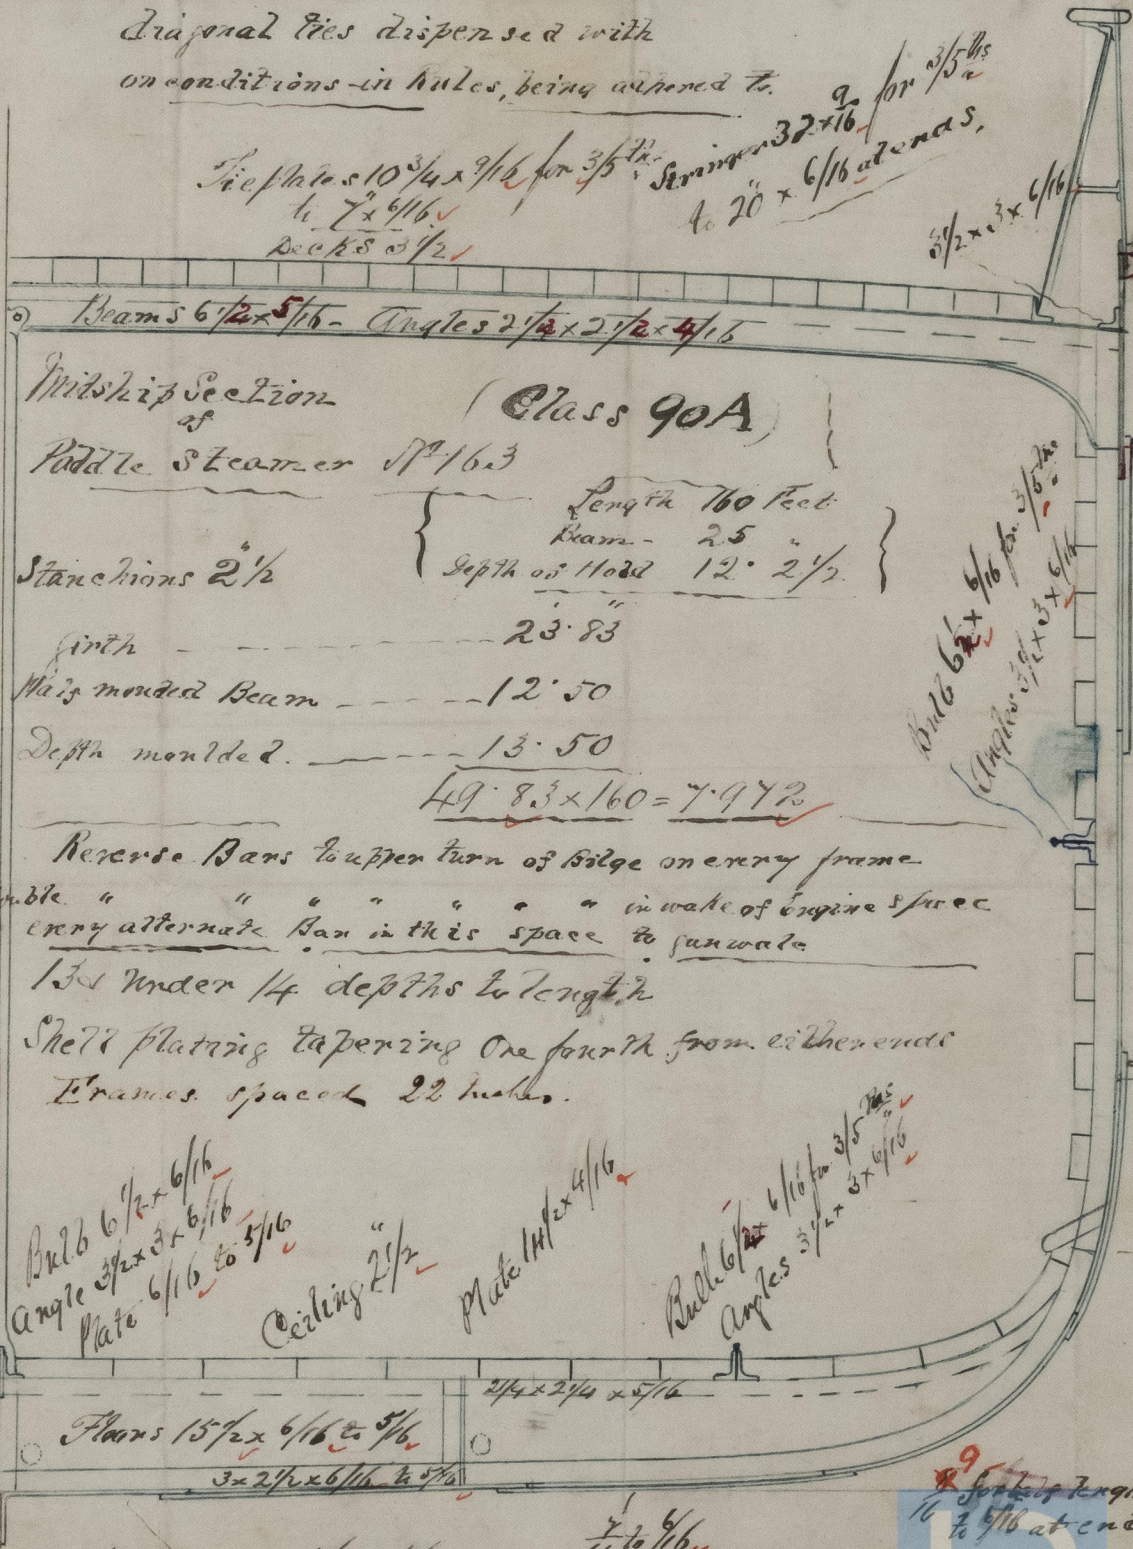 diagonal ties dispensed with
on conditions in Rules, being adhered to.
Tieplates 10 3/4 x 9/16 for 3/5ths
to 7" x 6/16
Decks 3 1/2
Stringer 32 x 9/16 for 3/5ths
to 20" x 6/16 at ends.
3 1/2 x 3 x 6/16
Beams 6 1/2 x 5/16 - Angles 2 1/2 x 2 1/2 x 4/16
Midship Section
of
Paddle Steamer No 163
(Class 90A)
Length 160 Feet
Beam - 25 "
Depth of Hold 12' 2 1/2
Stanchions 2" 1/2
Girth 23' 83"
Half moulded Beam 12' 50
Depth moulded. 13' 50
49' 83 x 160 = 7'972
Bulb 6 1/2 x 6/16 for 3/5ths
Angles 3 1/2 x 3 x 6/16
Reverse Bars to upper turn of Bilge on every frame
" " " " " " " in wake of Engine space
every alternate Bar in this space to gunwale
13 Under 14 depths to length
Shell plating tapering One fourth from either ends
Frames spaced 22 Inches.
Bulb 6 1/2 x 6/16
Angle 3 1/2 x 3 x 6/16
Plate 6/16 to 5/16
Ceiling 2" 1/2
Plate 14 1/2 x 4/16
Bulb 6 1/2 x 6/16 for 3/5ths
Angles 3 1/2 x 3 x 6/16
2 1/4 x 2 1/4 x 5/16
Floors 15 1/2 x 6/16 to 5/16
3 x 2 1/2 x 6/16 to 5/16
9
16
to 6/16 at
to 6/16